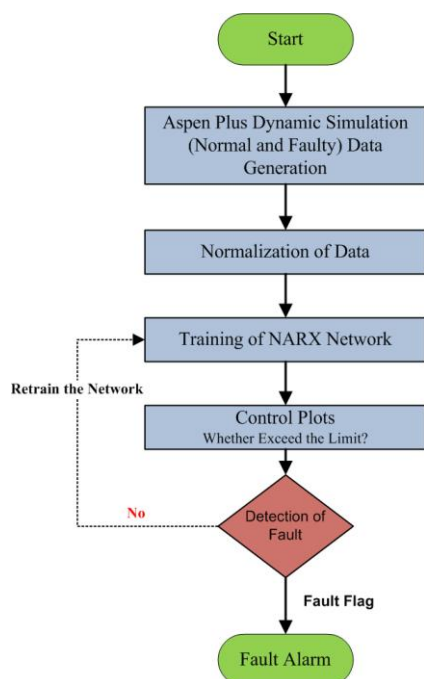 Start
Aspen Plus Dynamic Simulation
(Normal and Faulty) Data
Generation
Normalization of Data
Training of NARX Network
Retrain the Network
Control Plots
Whether Exceed the Limit?
Detection of
Fault
No
Fault Flag
Fault Alarm